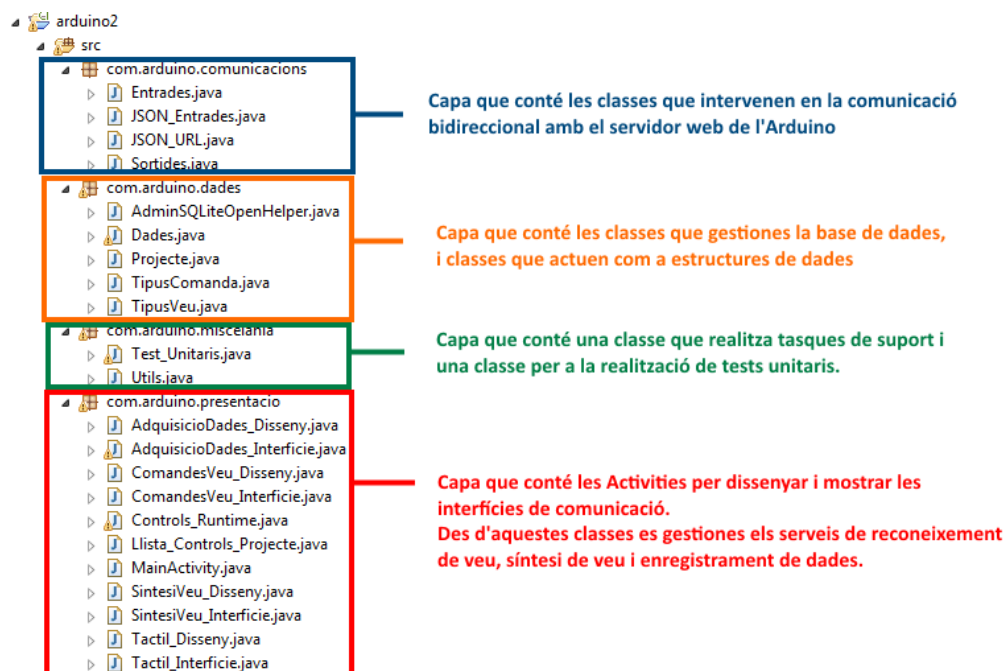 arduino2
src
com.arduino.comunicacions
Entrades.java
JSON_Entrades.java
JSON_URL.java
Sortides.java
Capa que conté les classes que intervenen en la comunicació
bidireccional amb el servidor web de l'Arduino
com.arduino.dades
AdminSQLiteOpenHelper.java
Dades.java
Projecte.java
TipusComanda.java
TipusVeu.java
Capa que conté les classes que gestiones la base de dades,
i classes que actuen com a estructures de dades
com.arduino.miscelania
Test_Unitaris.java
Utils.java
Capa que conté una classe que realitza tasques de suport i
una classe per a la realització de tests unitaris.
com.arduino.presentacio
AdquisicioDades_Disseny.java
AdquisicioDades_Interficie.java
ComandesVeu_Disseny.java
ComandesVeu_Interficie.java
Controls_Runtime.java
Llista_Controls_Projecte.java
MainActivity.java
SintesiVeu_Disseny.java
SintesiVeu_Interficie.java
Tactil_Disseny.java
Tactil_Interficie.java
Capa que conté les Activities per dissenyar i mostrar les
interfícies de comunicació.
Des d'aquestes classes es gestiones els serveis de reconeixement
de veu, síntesi de veu i enregistrament de dades.